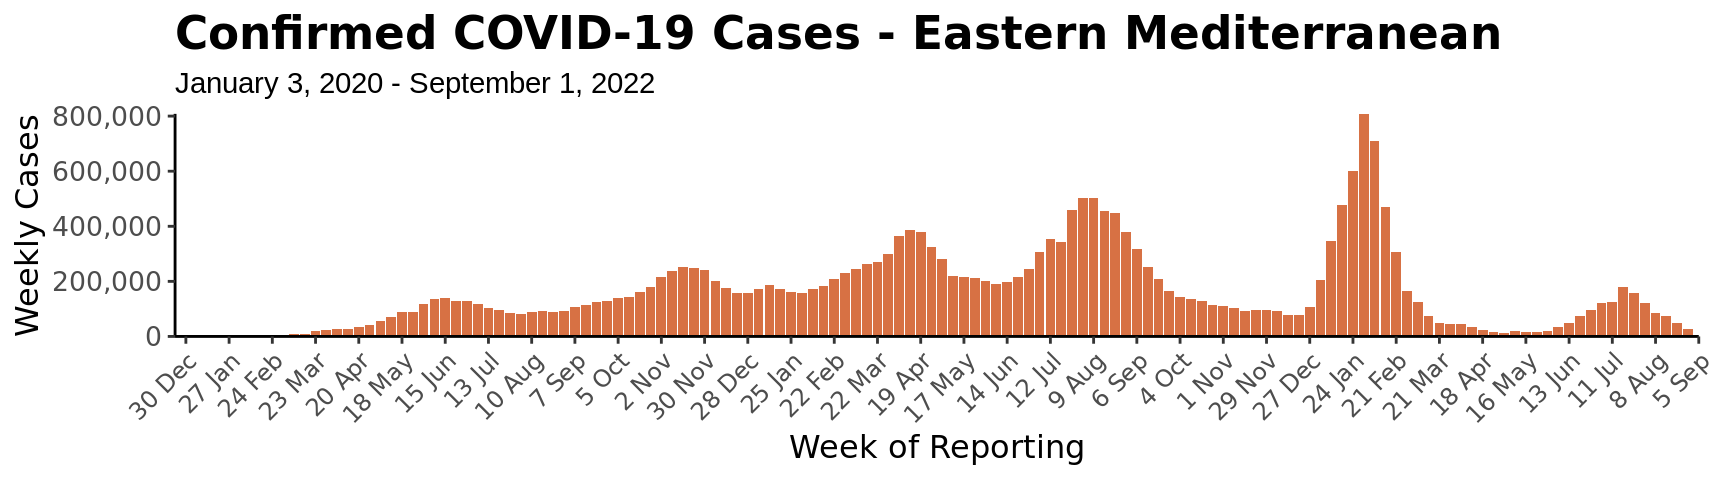 Confirmed COVID-19 Cases - Eastern Mediterranean
January 3, 2020 - September 1, 2022
Weekly Cases
800,000
600,000
400,000
200,000
0
30 Dec
27 Jan
24 Feb
23 Mar
20 Apr
18 May
15 Jun
13 Jul
10 Aug
7 Sep
5 Oct
2 Nov
30 Nov
28 Dec
25 Jan
22 Feb
22 Mar
19 Apr
17 May
14 Jun
12 Jul
9 Aug
6 Sep
4 Oct
1 Nov
29 Nov
27 Dec
24 Jan
21 Feb
21 Mar
18 Apr
16 May
13 Jun
11 Jul
8 Aug
5 Sep
Week of Reporting